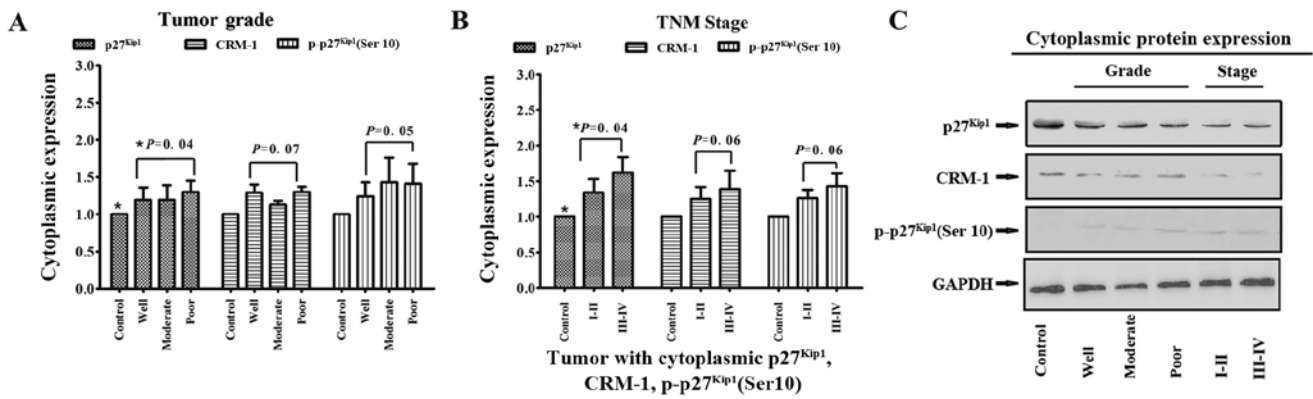 A
Tumor grade
p27Kip1 CRM-1 p-p27Kip1(Ser 10)
Cytoplasmic expression
3.0
2.5
2.0
1.5
1.0
1.5
0.0
*
*P=0.04
P=0.07
P=0.05
Control
Well
Moderate
Poor
Control
Well
Moderate
Poor
Control
Well
Moderate
Poor
B
TNM Stage
p27Kip1 CRM-1 p-p27Kip1(Ser 10)
Cytoplasmic expression
3.0
2.5
2.0
1.5
1.0
1.5
0.0
*
*P=0.04
P=0.06
P=0.06
Control
I-II
III-IV
Control
I-II
III-IV
Control
I-II
III-IV
Tumor with cytoplasmic p27Kip1,
CRM-1, p-p27Kip1(Ser10)
C
Cytoplasmic protein expression
Grade Stage
p27Kip1
CRM-1
p-p27Kip1(Ser 10)
GAPDH
Control
Well
Moderate
Poor
I-II
III-IV